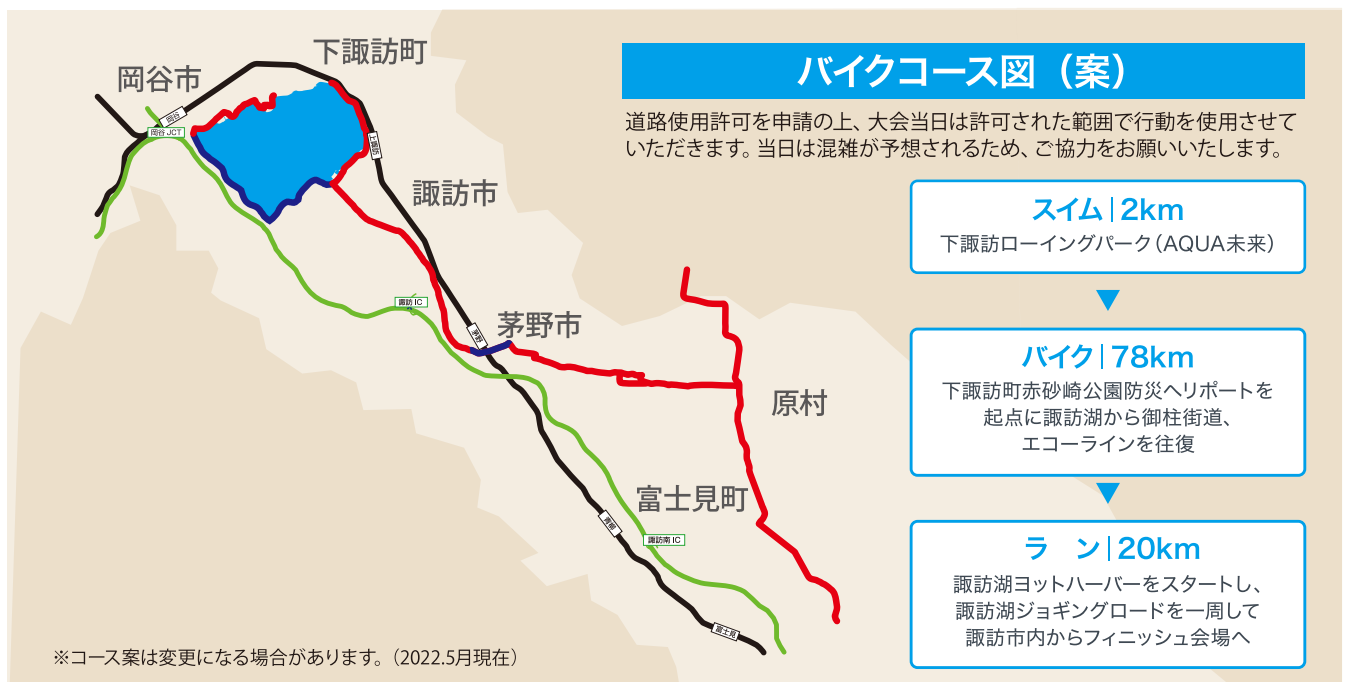 バイクコース図（案）
道路使用許可を申請の上、大会当日は許可された範囲で行動を使用させて
いただきます。当日は混雑が予想されるため、ご協力をお願いいたします。
下諏訪町
岡谷市
岡谷
岡谷JCT
上諏訪
諏訪市
諏訪IC
茅野
茅野市
原村
富士見町
青柳
諏訪南IC
富士見
スイム|2km
下諏訪ローイングパーク（AQUA未来）
バイク|78km
下諏訪町赤砂崎公園防災ヘリポートを
起点に諏訪湖から御柱街道、
エコーラインを往復
ラ　ン|20km
諏訪湖ヨットハーバーをスタートし、
諏訪湖ジョギングロードを一周して
諏訪市内からフィニッシュ会場へ
※コース案は変更になる場合があります。（2022.5月現在）